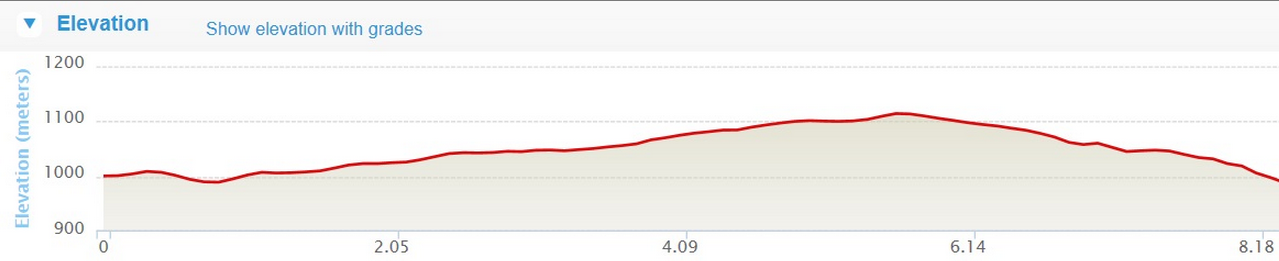 ▼ Elevation Show elevation with grades
Elevation (meters)
1200
1100
1000
900
0 2.05 4.09 6.14 8.18